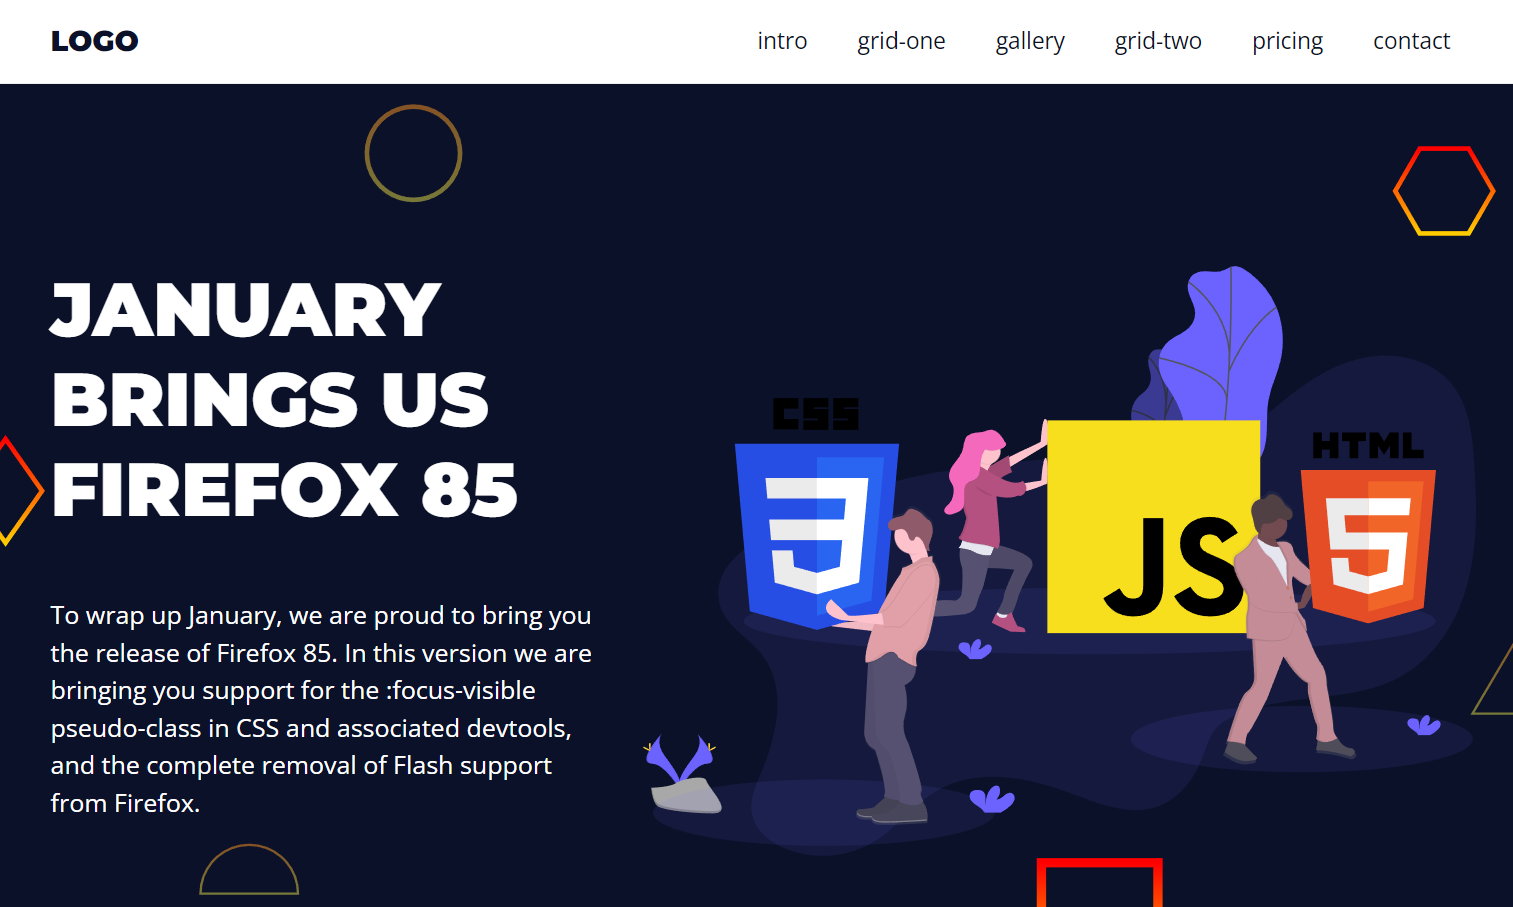 LOGO
intro grid-one gallery grid-two pricing contact
JANUARY
BRINGS US
FIREFOX 85
To wrap up January, we are proud to bring you
the release of Firefox 85. In this version we are
bringing you support for the :focus-visible
pseudo-class in CSS and associated devtools,
and the complete removal of Flash support
from Firefox.
CSS
3
JS
HTML
5